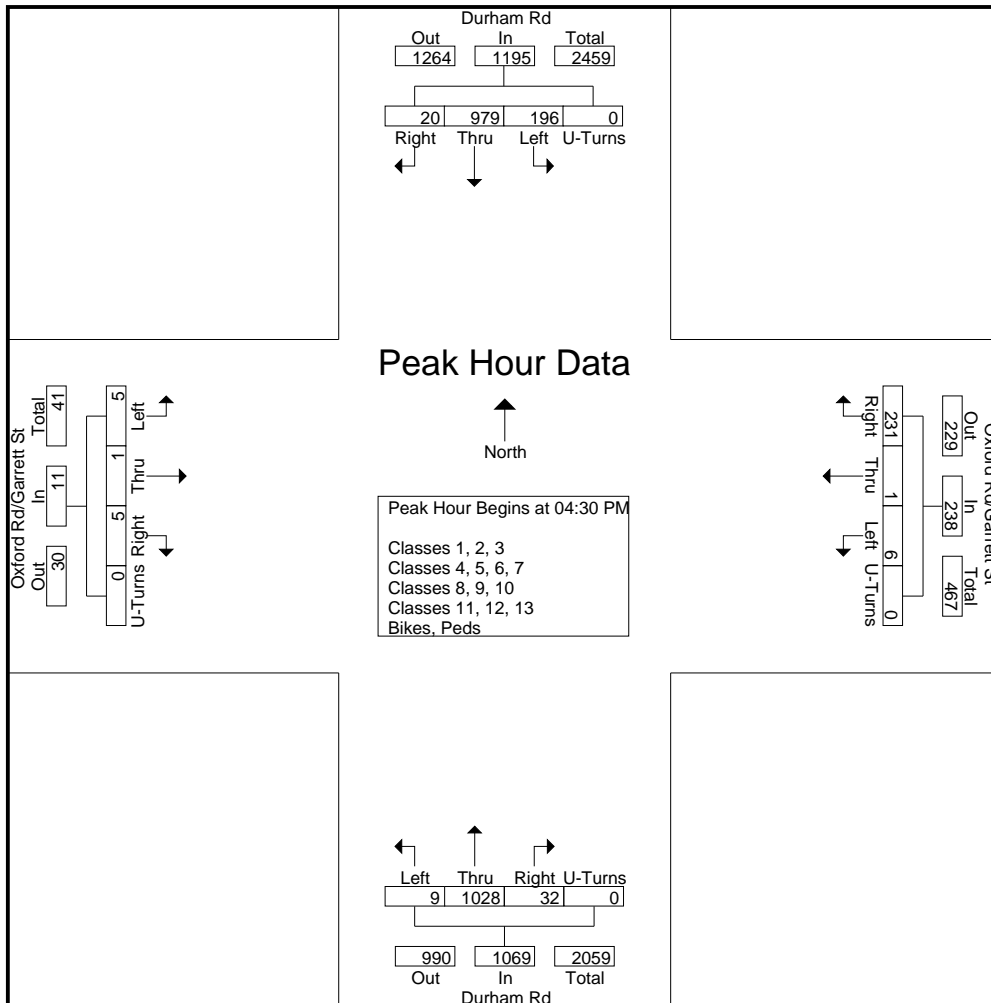 Durham Rd
Out In Total
1264 1195 2459
20 979 196 0
Right Thru Left U-Turns
Peak Hour Data
North
Oxford Rd/Garrett St
Total In Out
41 11 30
5 1 5 0
Left Thru Right U-Turns
Oxford Rd/Garrett St
Out In Total
229 238 467
231 1 6 0
Right Thru Left U-Turns
Peak Hour Begins at 04:30 PM
Classes 1, 2, 3
Classes 4, 5, 6, 7
Classes 8, 9, 10
Classes 11, 12, 13
Bikes, Peds
Left Thru Right U-Turns
9 1028 32 0
990 1069 2059
Out In Total
Durham Rd